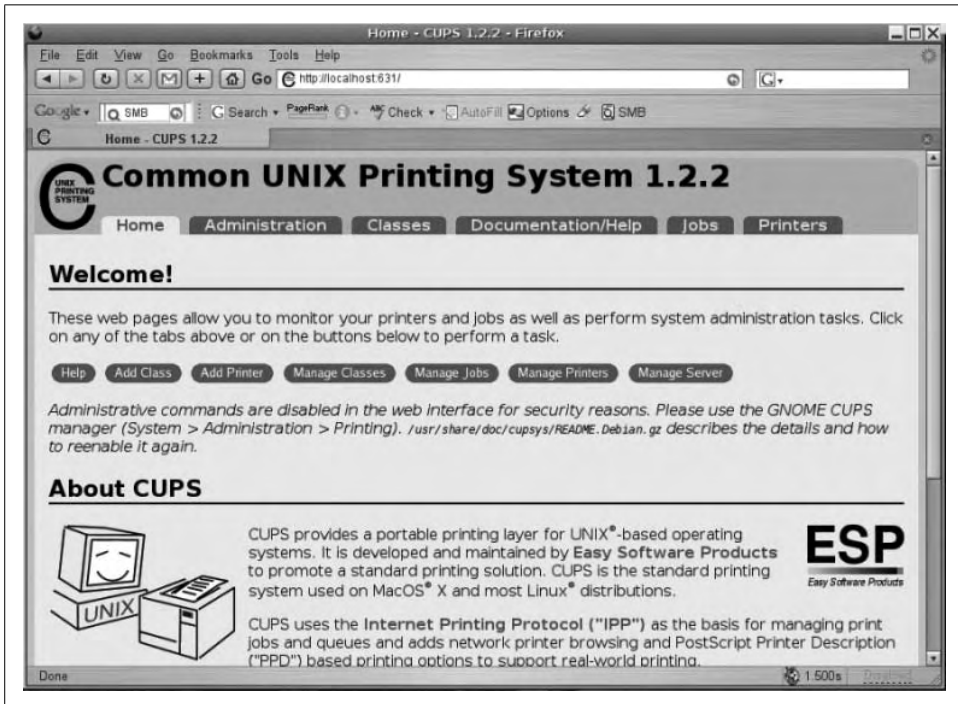 Home - CUPS 1.2.2 - Firefox
File Edit View Go Bookmarks Tools Help
Go http://localhost:631/ G
Google SMB G Search PageRank ABC Check AutoFill Options SMB
Home - CUPS 1.2.2
UNIX PRINTING SYSTEM
Common UNIX Printing System 1.2.2
Home Administration Classes Documentation/Help Jobs Printers
Welcome!
These web pages allow you to monitor your printers and jobs as well as perform system administration tasks. Click
on any of the tabs above or on the buttons below to perform a task.
Help Add Class Add Printer Manage Classes Manage Jobs Manage Printers Manage Server
Administrative commands are disabled in the web interface for security reasons. Please use the GNOME CUPS
manager (System > Administration > Printing). /usr/share/doc/cupsys/README.Debian.gz describes the details and how
to reenable it again.
About CUPS
UNIX
CUPS provides a portable printing layer for UNIX®-based operating
systems. It is developed and maintained by Easy Software Products
to promote a standard printing solution. CUPS is the standard printing
system used on MacOS® X and most Linux® distributions.
ESP
Easy Software Products
CUPS uses the Internet Printing Protocol ("IPP") as the basis for managing print
jobs and queues and adds network printer browsing and PostScript Printer Description
("PPD") based printing options to support real-world printing.
Done 1.500s